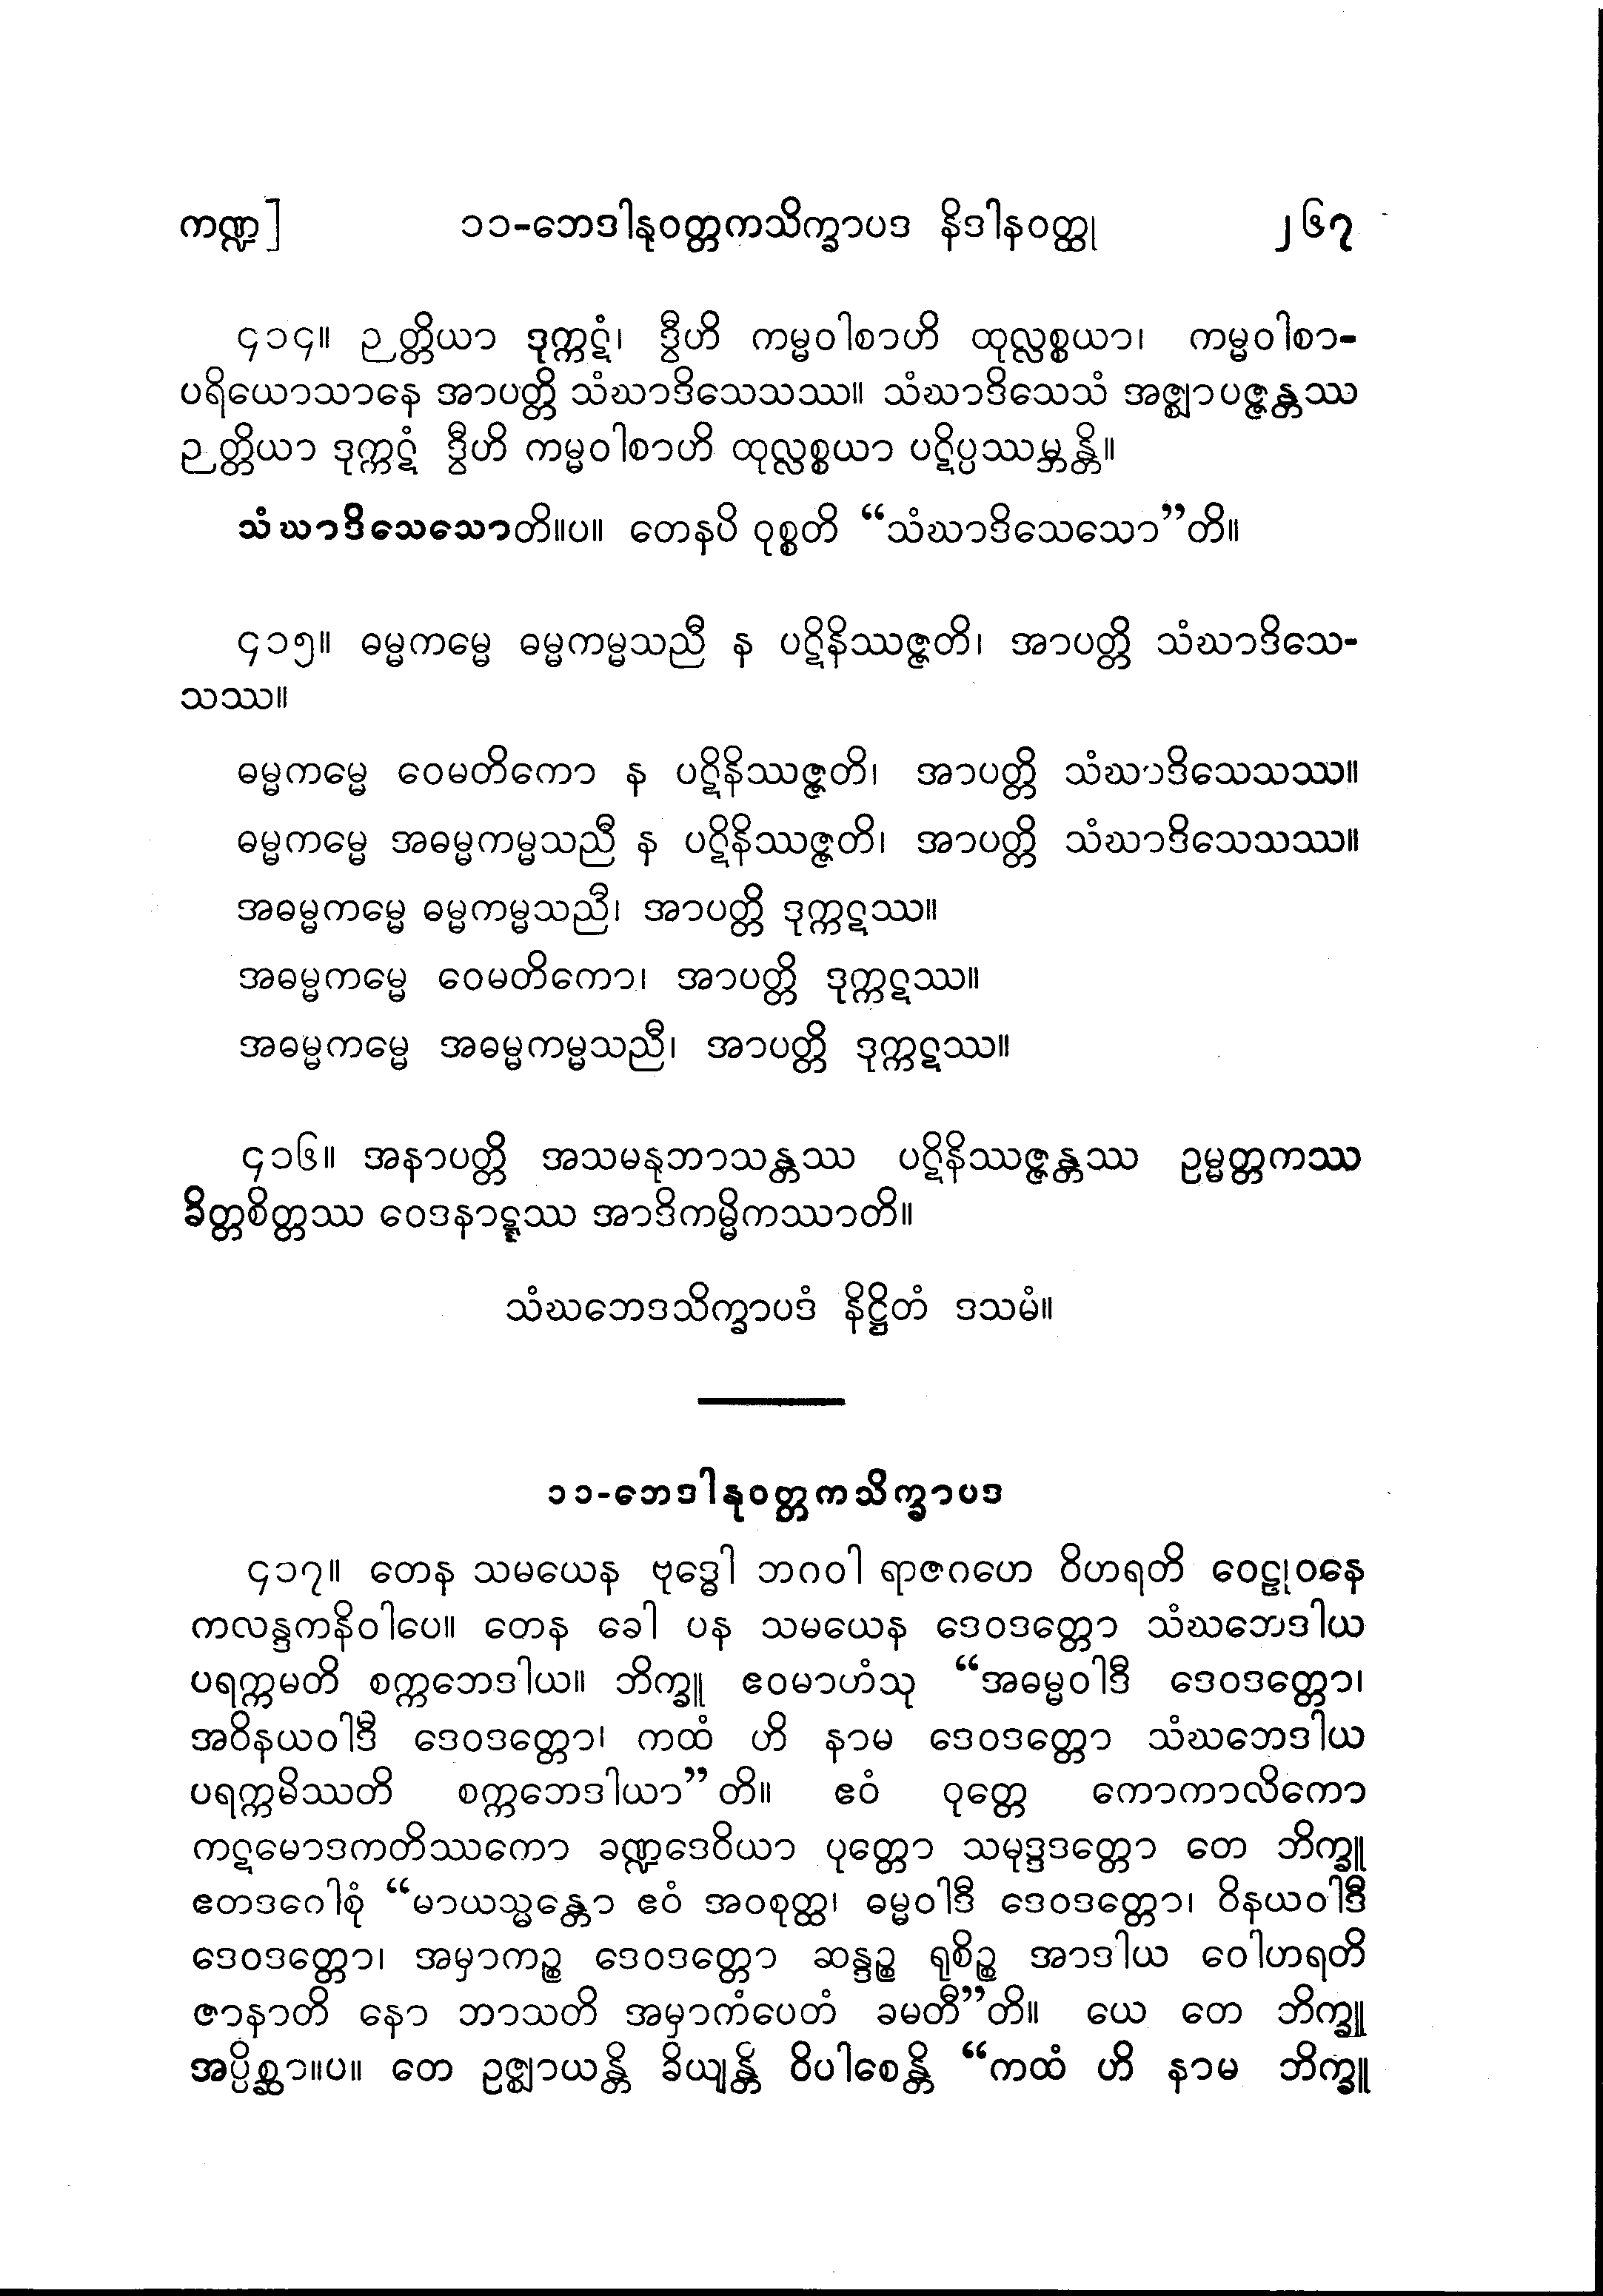 ကဏ္ဍ] ၁၁-ဘေဒါနုဝတ္တကသိက္ခာပဒ နိဒါနဝတ္ထု ၂၆၇
၄၁၄။ ဉတ္တိယာ ဒုက္ကဋံ၊ ဒွီဟိ ကမ္မဝါစာဟိ ထုလ္လစ္စယာ၊ ကမ္မဝါစာ-
ပရိယောသာနေ အာပတ္တိ သံဃာဒိသေသဿ။ သံဃာဒိသေသံ အဇ္ဈာပဇ္ဇန္တဿ
ဉတ္တိယာ ဒုက္ကဋံ ဒွီဟိ ကမ္မဝါစာဟိ ထုလ္လစ္စယာ ပဋိပ္ပဿမ္ဘန္တိ။
သံဃာဒိသေသောတိ။ပ။ တေနပိ ဝုစ္စတိ “သံဃာဒိသေသော”တိ။
၄၁၅။ ဓမ္မကမ္မေ ဓမ္မကမ္မသညီ န ပဋိနိဿဇ္ဇတိ၊ အာပတ္တိ သံဃာဒိသေ-
သဿ။
ဓမ္မကမ္မေ ဝေမတိကော န ပဋိနိဿဇ္ဇတိ၊ အာပတ္တိ သံဃာဒိသေသဿ။
ဓမ္မကမ္မေ အဓမ္မကမ္မသညီ န ပဋိနိဿဇ္ဇတိ၊ အာပတ္တိ သံဃာဒိသေသဿ။
အဓမ္မကမ္မေ ဓမ္မကမ္မသညီ၊ အာပတ္တိ ဒုက္ကဋဿ။
အဓမ္မကမ္မေ ဝေမတိကော၊ အာပတ္တိ ဒုက္ကဋဿ။
အဓမ္မကမ္မေ အဓမ္မကမ္မသညီ၊ အာပတ္တိ ဒုက္ကဋဿ။
၄၁၆။ အနာပတ္တိ အသမနုဘာသန္တဿ ပဋိနိဿဇ္ဇန္တဿ ဥမ္မတ္တကဿ
ခိတ္တစိတ္တဿ ဝေဒနာဋ္ဋဿ အာဒိကမ္မိကဿာတိ။
သံဃဘေဒသိက္ခာပဒံ နိဋ္ဌိတံ ဒသမံ။
၁၁-ဘေဒါနုဝတ္တကသိက္ခာပဒ
၄၁၇။ တေန သမယေန ဗုဒ္ဓေါ ဘဂဝါ ရာဇဂဟေ ဝိဟရတိ ဝေဠုဝနေ
ကလန္ဒကနိဝါပေ။ တေန ခေါ ပန သမယေန ဒေဝဒတ္တော သံဃဘေဒါယ
ပရက္ကမတိ စက္ကဘေဒါယ။ ဘိက္ခူ ဧဝမာဟံသု “အဓမ္မဝါဒီ ဒေဝဒတ္တော၊
အဝိနယဝါဒီ ဒေဝဒတ္တော၊ ကထံ ဟိ နာမ ဒေဝဒတ္တော သံဃဘေဒါယ
ပရက္ကမိဿတိ စက္ကဘေဒါယာ”တိ။ ဧဝံ ဝုတ္တေ ကောကာလိကော
ကဋမောဒကတိဿကော ခဏ္ဍဒေဝိယာ ပုတ္တော သမုဒ္ဒဒတ္တော တေ ဘိက္ခူ
ဧတဒဂေါစုံ “မာယသ္မန္တော ဧဝံ အဝစုတ္ထ၊ ဓမ္မဝါဒီ ဒေဝဒတ္တော၊ ဝိနယဝါဒီ
ဒေဝဒတ္တော၊ အမှာကဉ္စ ဒေဝဒတ္တော ဆန္ဒဉ္စ ရုစိဉ္စ အာဒါယ ဝေါဟရတိ
ဇာနာတိ နော ဘာသတိ အမှာကံပေတံ ခမတီ”တိ။ ယေ တေ ဘိက္ခူ
အပ္ပိစ္ဆာ။ပ။ တေ ဥဇ္ဈာယန္တိ ခိယျန္တိ ဝိပါစေန္တိ “ကထံ ဟိ နာမ ဘိက္ခူ